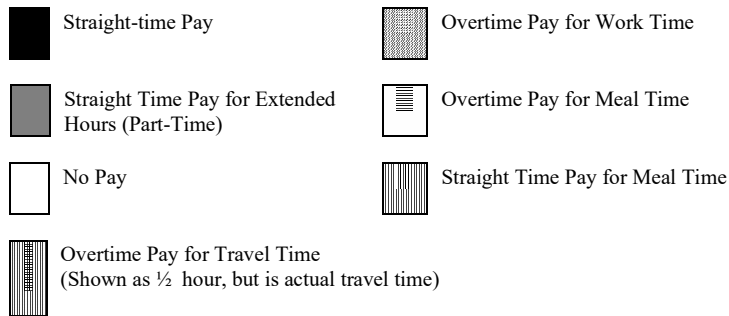 Straight-time Pay
Overtime Pay for Work Time
Straight Time Pay for Extended
Hours (Part-Time)
Overtime Pay for Meal Time
No Pay
Straight Time Pay for Meal Time
Overtime Pay for Travel Time
(Shown as ½ hour, but is actual travel time)